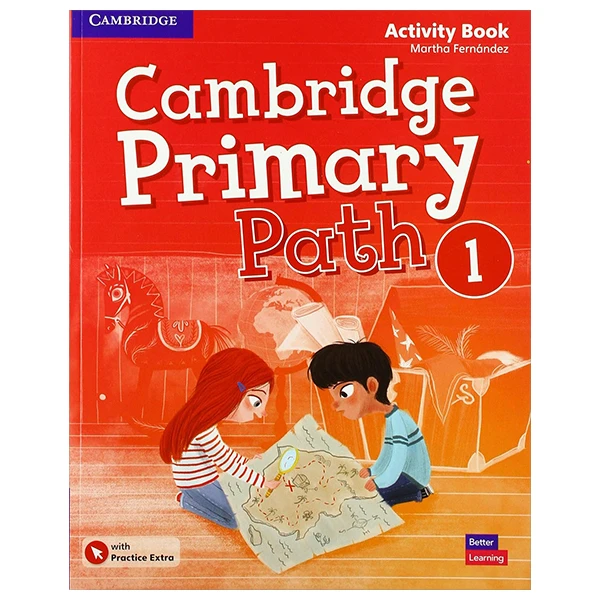 CAMBRIDGE
Activity Book
Martha Fernández
Cambridge
Primary
Path 1
with
Practice Extra
Better
Learning